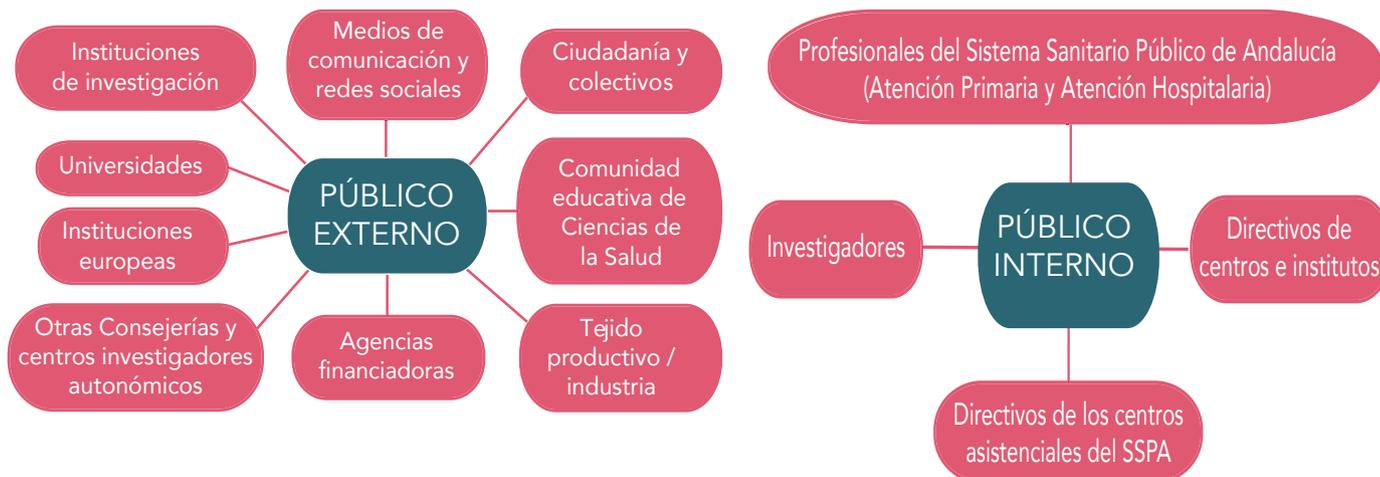 Instituciones
de investigación
Medios de
comunicación y
redes sociales
Ciudadanía y
colectivos
Universidades
PÚBLICO
EXTERNO
Comunidad
educativa de
Ciencias de
la Salud
Instituciones
europeas
Otras Consejerías y
centros investigadores
autonómicos
Agencias
financiadoras
Tejido
productivo /
industria
Profesionales del Sistema Sanitario Público de Andalucía
(Atención Primaria y Atención Hospitalaria)
Investigadores
PÚBLICO
INTERNO
Directivos de
centros e institutos
Directivos de los centros
asistenciales del SSPA